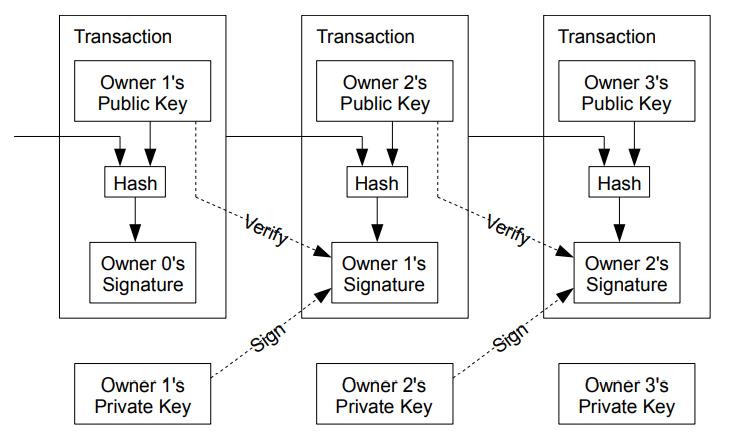 Transaction
Owner 1's
Public Key
Hash
Owner 0's
Signature
Transaction
Owner 2's
Public Key
Hash
Verify
Owner 1's
Signature
Transaction
Owner 3's
Public Key
Hash
Verify
Owner 2's
Signature
Sign
Sign
Owner 1's
Private Key
Owner 2's
Private Key
Owner 3's
Private Key